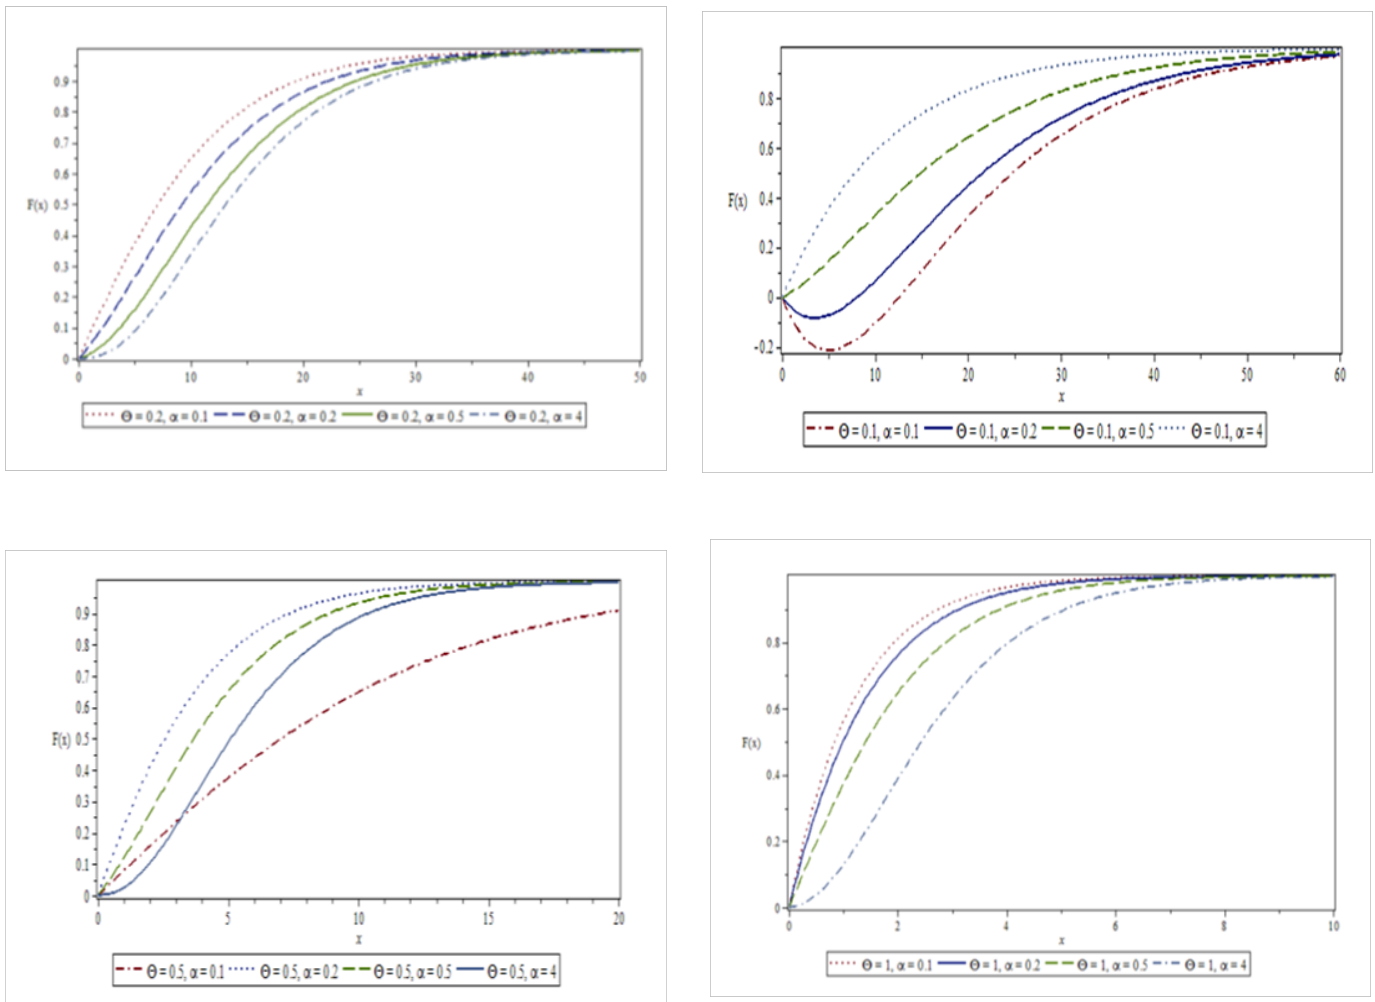 0.9
0.8
0.7
0.6
F(x) 0.5
0.4
0.3
0.2
0.1
0
0 10 20 30 40 50
x
Θ = 0.2, α = 0.1 Θ = 0.2, α = 0.2 Θ = 0.2, α = 0.5 Θ = 0.2, α = 4
0.8
0.6
F(x) 0.4
0.2
0
-0.2
0 10 20 30 40 50 60
x
Θ = 0.1, α = 0.1 Θ = 0.1, α = 0.2 Θ = 0.1, α = 0.5 Θ = 0.1, α = 4
0.9
0.8
0.7
0.6
F(x) 0.5
0.4
0.3
0.2
0.1
0
0 5 10 15 20
x
Θ = 0.5, α = 0.1 Θ = 0.5, α = 0.2 Θ = 0.5, α = 0.5 Θ = 0.5, α = 4
0.8
0.6
F(x)
0.4
0.2
0
0 2 4 6 8 10
x
Θ = 1, α = 0.1 Θ = 1, α = 0.2 Θ = 1, α = 0.5 Θ = 1, α = 4